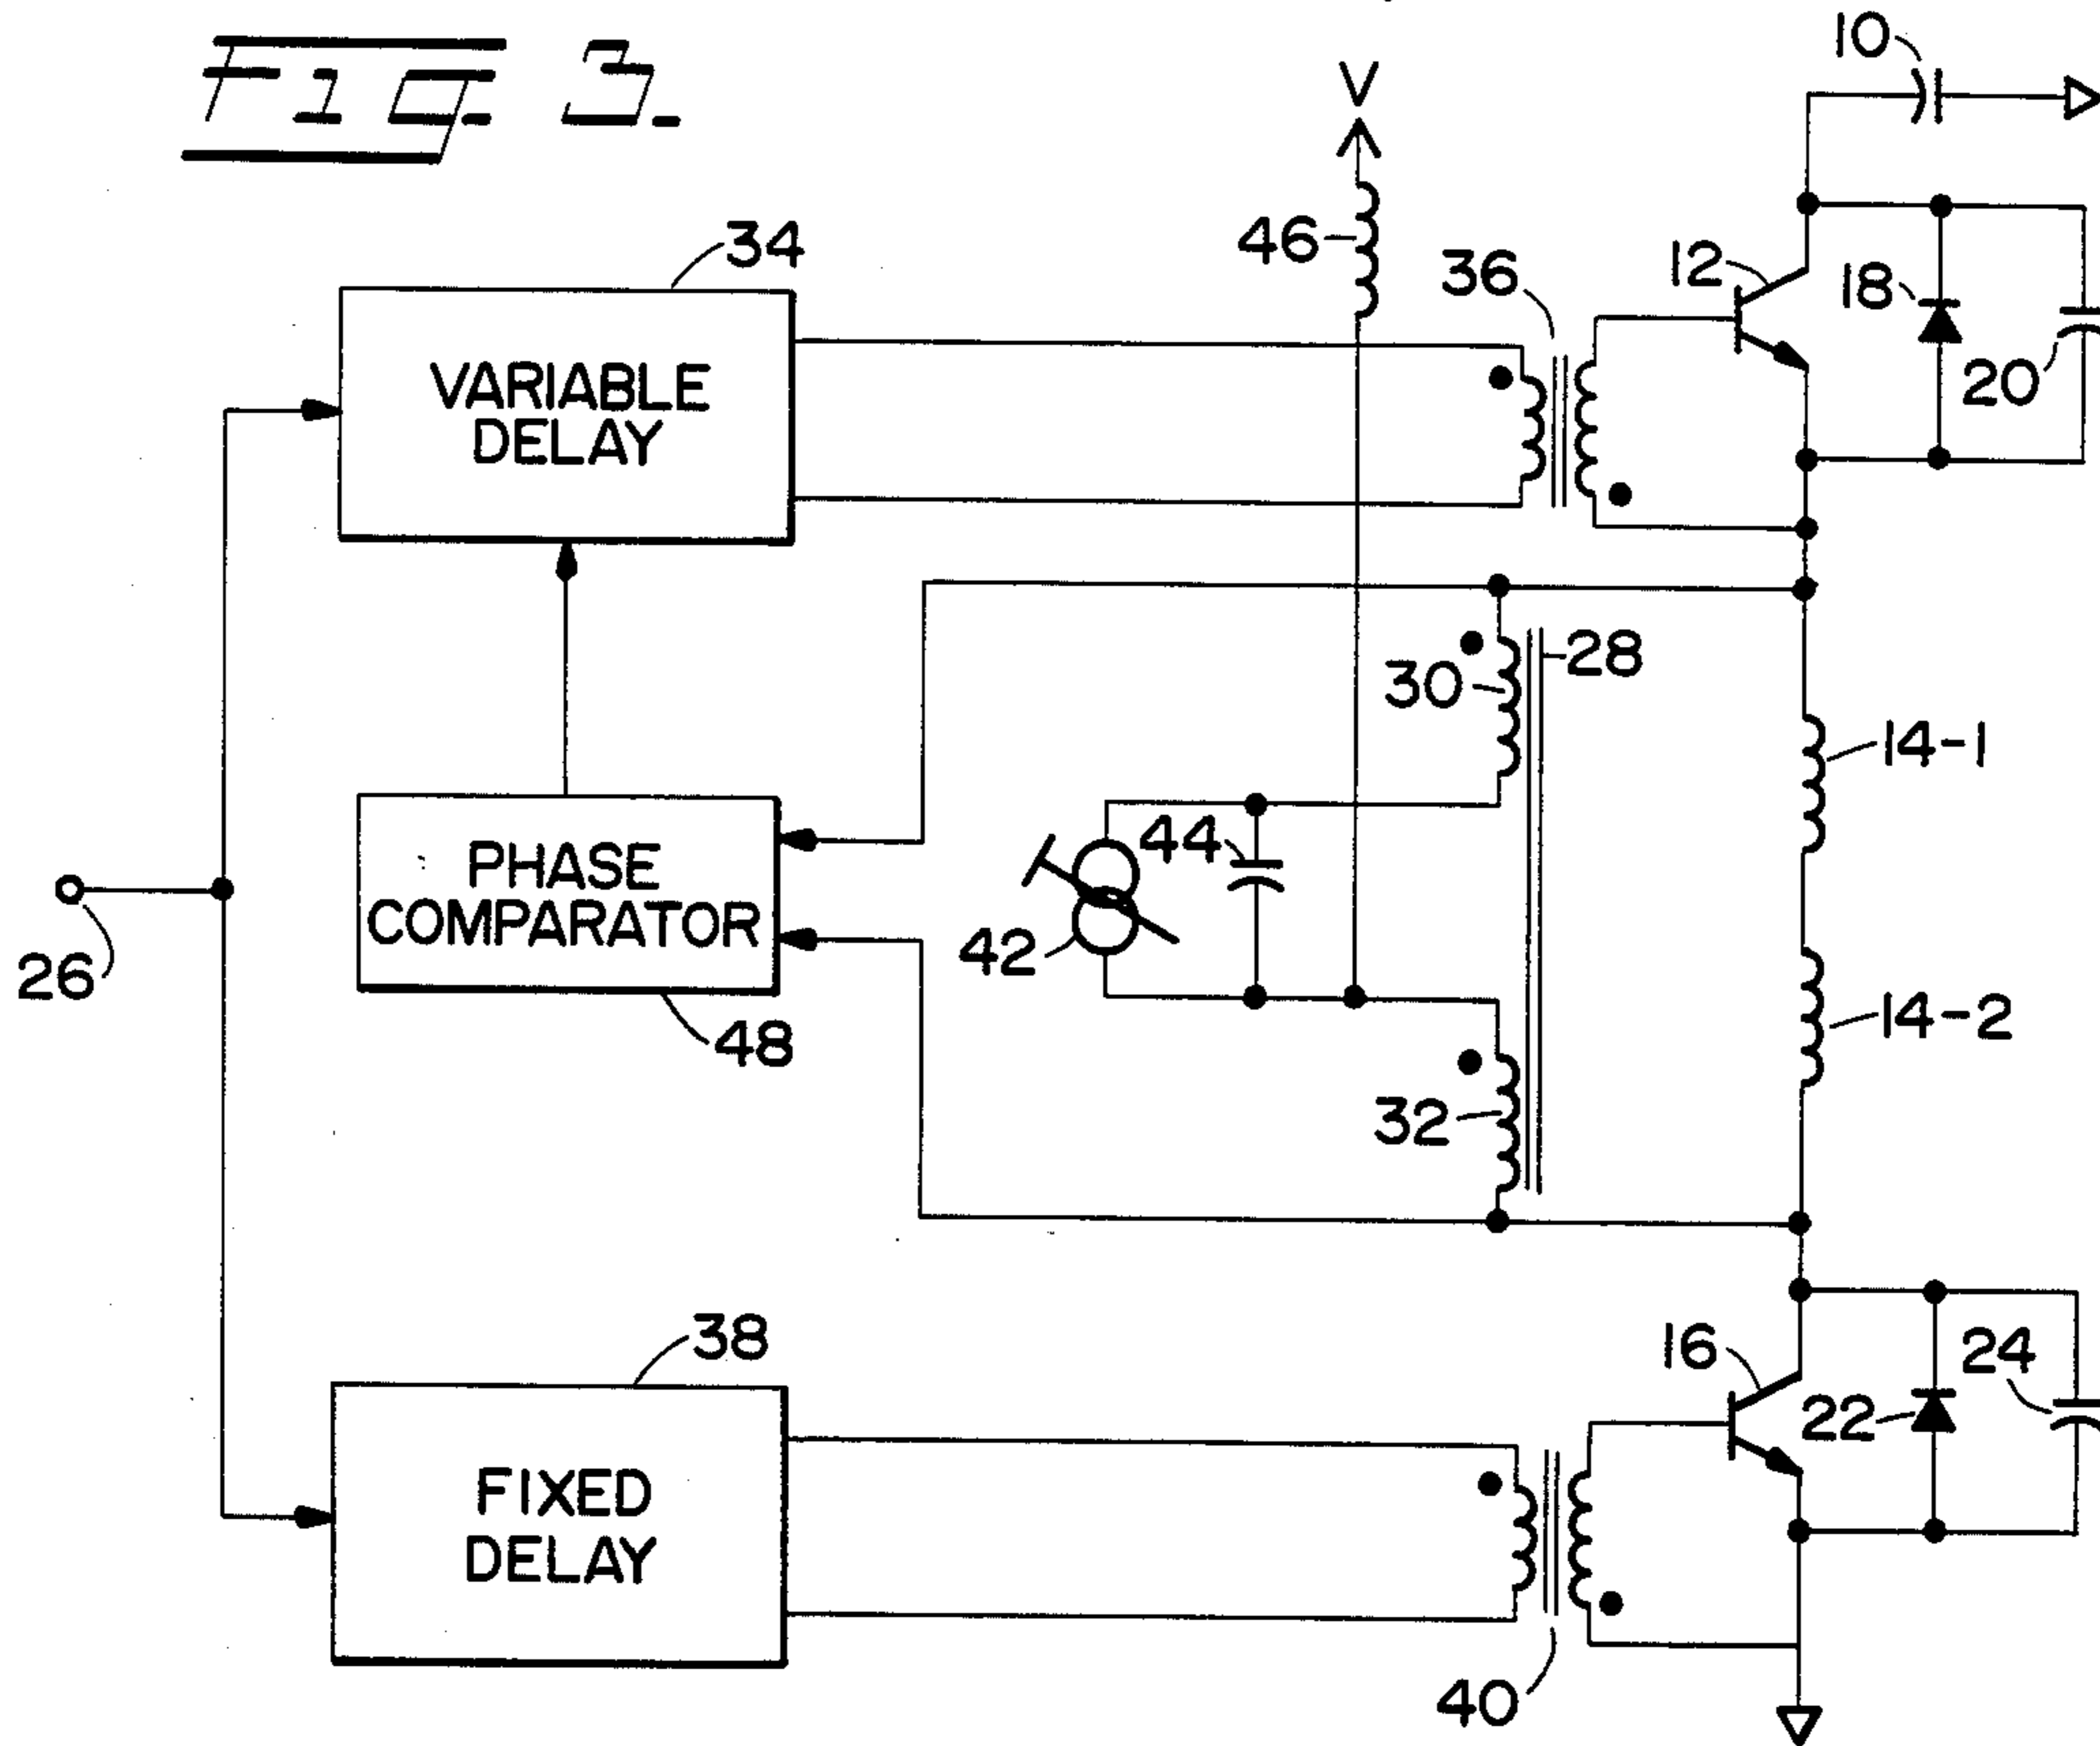 FIG. 3.
V
10
34
46
36
12
18
20
VARIABLE
DELAY
30
28
14-1
44
PHASE
COMPARATOR
42
26
48
14-2
32
38
16
24
22
FIXED
DELAY
40